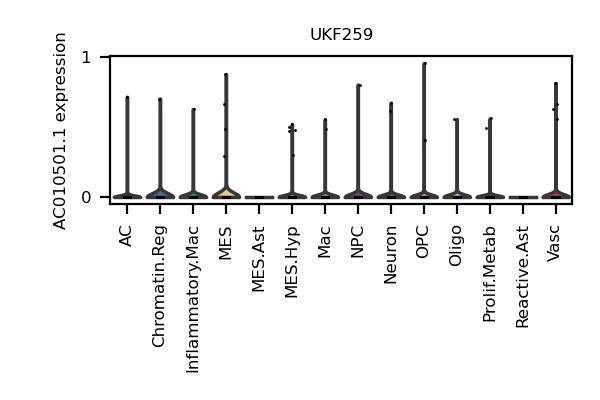 UKF259
AC010501.1 expression
1
0
AC
Chromatin.Reg
Inflammatory.Mac
MES
MES.Ast
MES.Hyp
Mac
NPC
Neuron
OPC
Oligo
Prolif.Metab
Reactive.Ast
Vasc